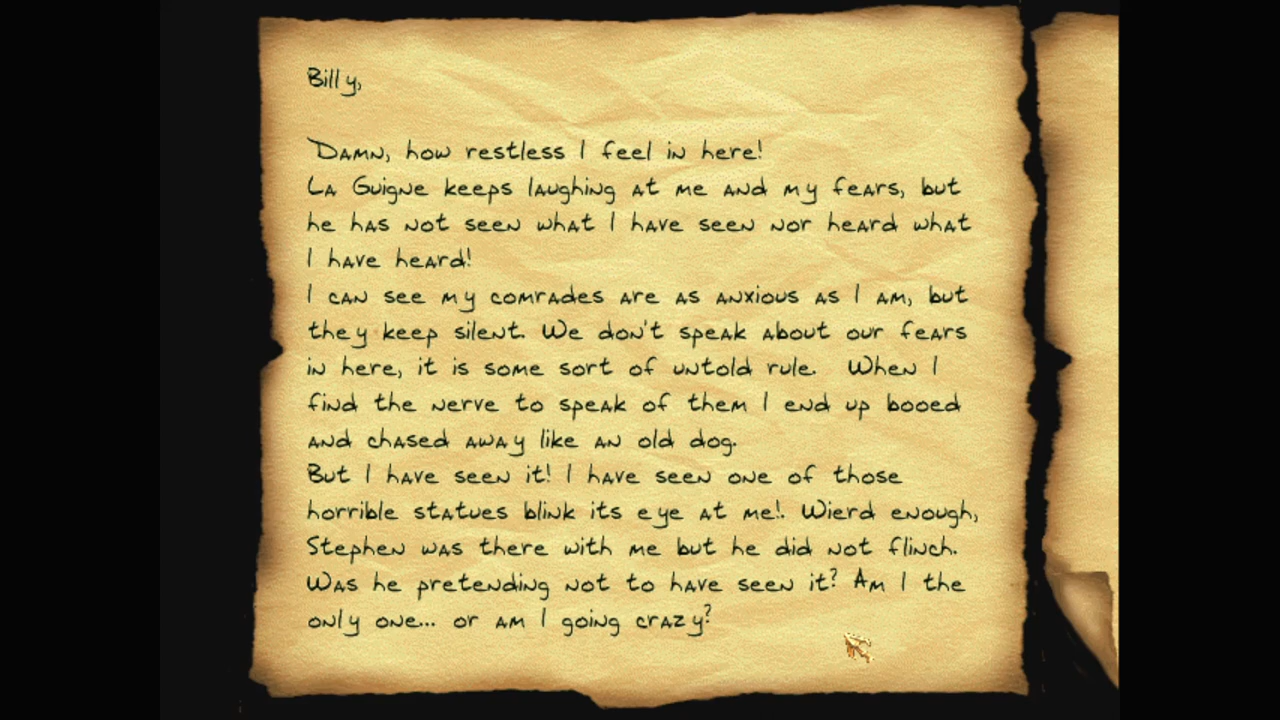 Billy,
Damn, how restless I feel in here!
La Guigne keeps laughing at me and my fears, but
he has not seen what I have seen nor heard what
I have heard!
I can see my comrades are as anxious as I am, but
they keep silent. We don't speak about our fears
in here, it is some sort of untold rule. When I
find the nerve to speak of them I end up booed
and chased away like an old dog.
But I have seen it! I have seen one of those
horrible statues blink its eye at me!. Wierd enough,
Stephen was there with me but he did not flinch.
Was he pretending not to have seen it? Am I the
only one... or am I going crazy?